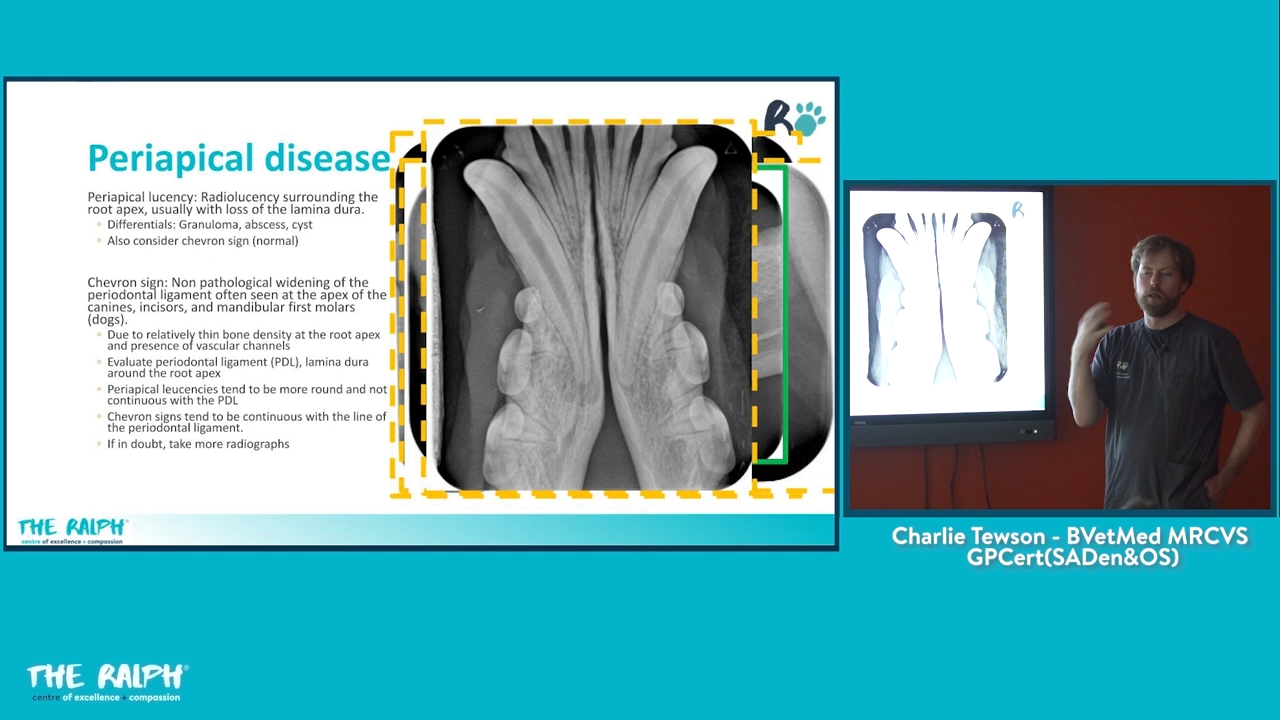 Periapical disease
Periapical lucency: Radiolucency surrounding the
root apex, usually with loss of the lamina dura.
Differentials: Granuloma, abscess, cyst
Also consider chevron sign (normal)
Chevron sign: Non pathological widening of the
periodontal ligament often seen at the apex of the
canines, incisors, and mandibular first molars
(dogs).
Due to relatively thin bone density at the root apex
and presence of vascular channels
Evaluate periodontal ligament (PDL), lamina dura
around the root apex
Periapical leucencies tend to be more round and not
continuous with the PDL
Chevron signs tend to be continuous with the line of
the periodontal ligament.
If in doubt, take more radiographs
R
THE RALPH®
centre of excellence + compassion
R
Charlie Tewson - BVetMed MRCVS
GPCert(SADen&OS)
THE RALPH®
centre of excellence + compassion